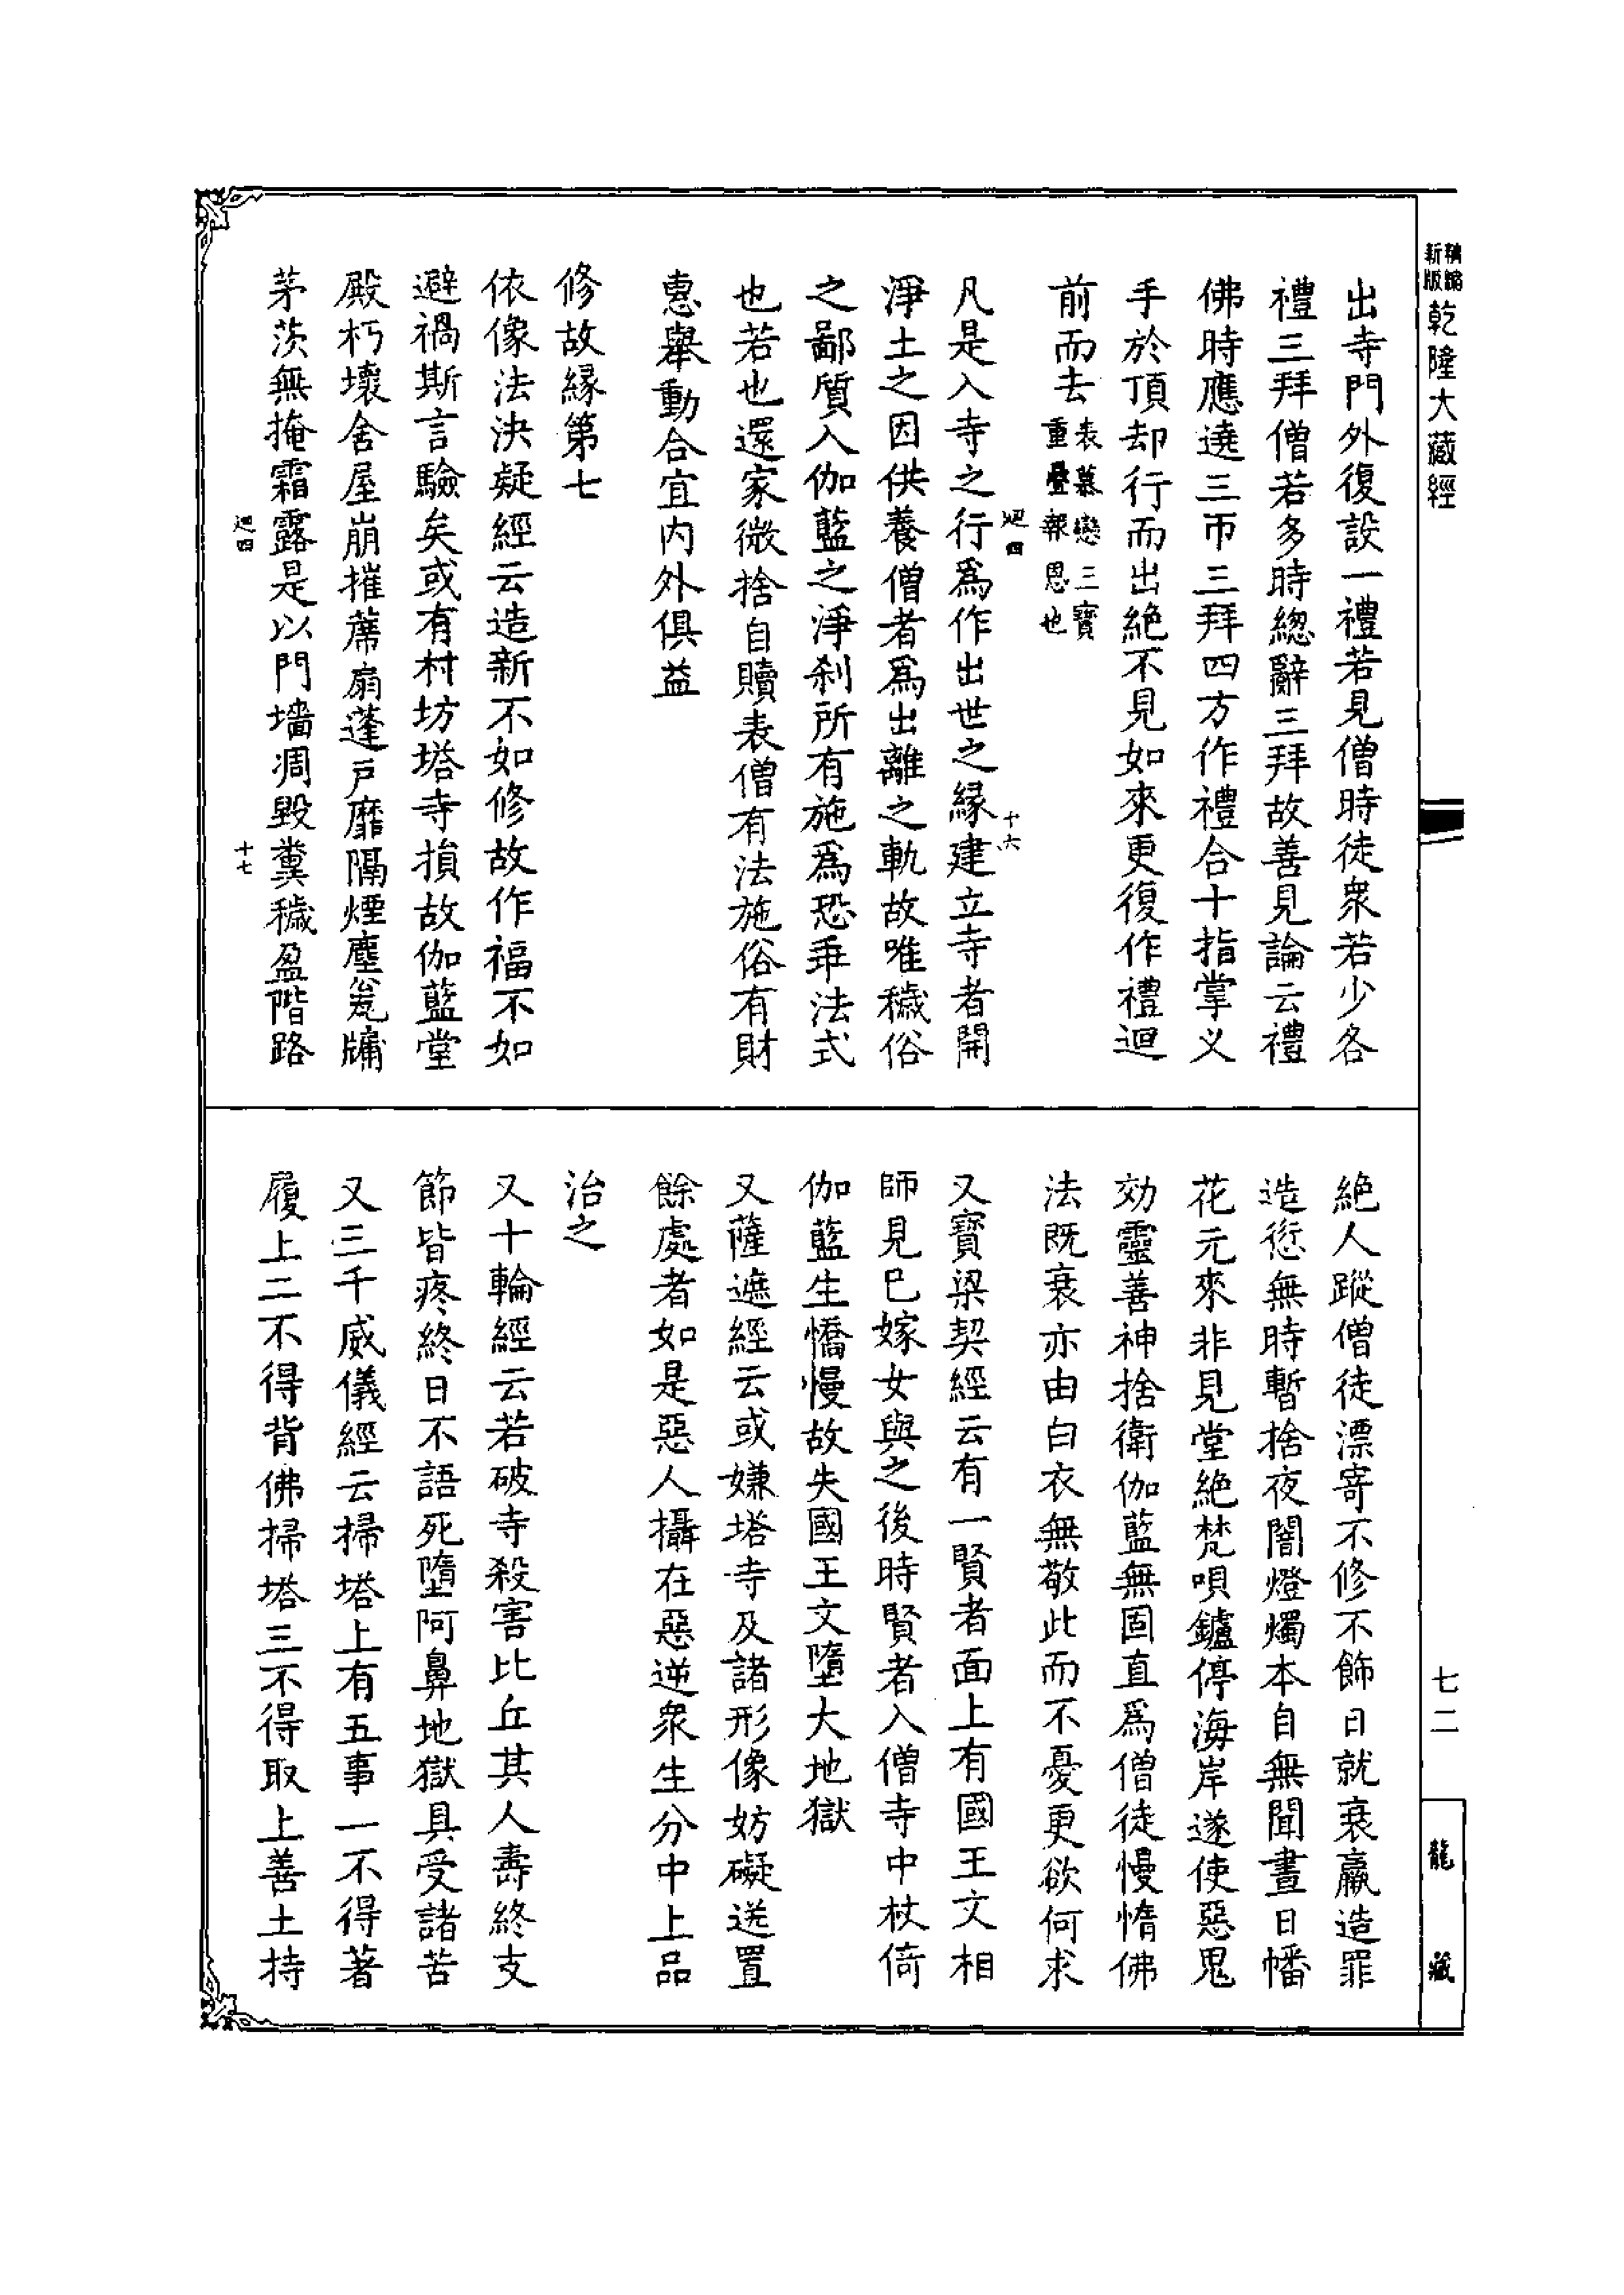 新編
新版
乾隆大藏經
出寺門外復設一禮若見僧時徒衆若少各
禮三拜僧若多時緫辭三拜故善見論云禮
佛時應遶三帀三拜四方作禮合十指掌义
手於頂却行而出絶不見如來更復作禮迴
前而去
表慕戀三寶
重疊報恩也
迴四
十六
凡是入寺之行爲作出世之縁建立寺者開
淨土之因供養僧者爲出離之軌故唯穢俗
之鄙質入伽藍之淨刹所有施爲恐乖法式
也若也還家微捨自贖表僧有法施俗有財
惠舉動合宜内外俱益
修故縁第七
依像法決疑經云造新不如修故作福不如
避禍斯言驗矣或有村坊塔寺損故伽藍堂
殿朽壞舍屋崩摧蓆扇蓬戸靡隔煙塵甕牖
茅茨無掩霜露是以門墻凋毀糞穢盈階路
迴四
十七
絶人蹤僧徒漂寄不修不飾日就衰羸造罪
造愆無時暫捨夜闇燈燭本自無聞晝日幡
花元來非見堂絶梵唄鑪停海岸遂使惡鬼
効靈善神捨衛伽藍無固直爲僧徒慢惰佛
法既衰亦由白衣無敬此而不憂更欲何求
又寶梁契經云有一賢者面上有國王文相
師見巳嫁女與之後時賢者入僧寺中杖倚
伽藍生憍慢故失國王文墮大地獄
又薩遮經云或嫌塔寺及諸形像妨礙送置
餘處者如是惡人攝在惡逆衆生分中上品
治之
又十輪經云若破寺殺害比丘其人壽終支
節皆疼終日不語死墮阿鼻地獄具受諸苦
又三千威儀經云掃塔上有五事一不得著
履上二不得背佛掃塔三不得取上善土持
七二
龍藏